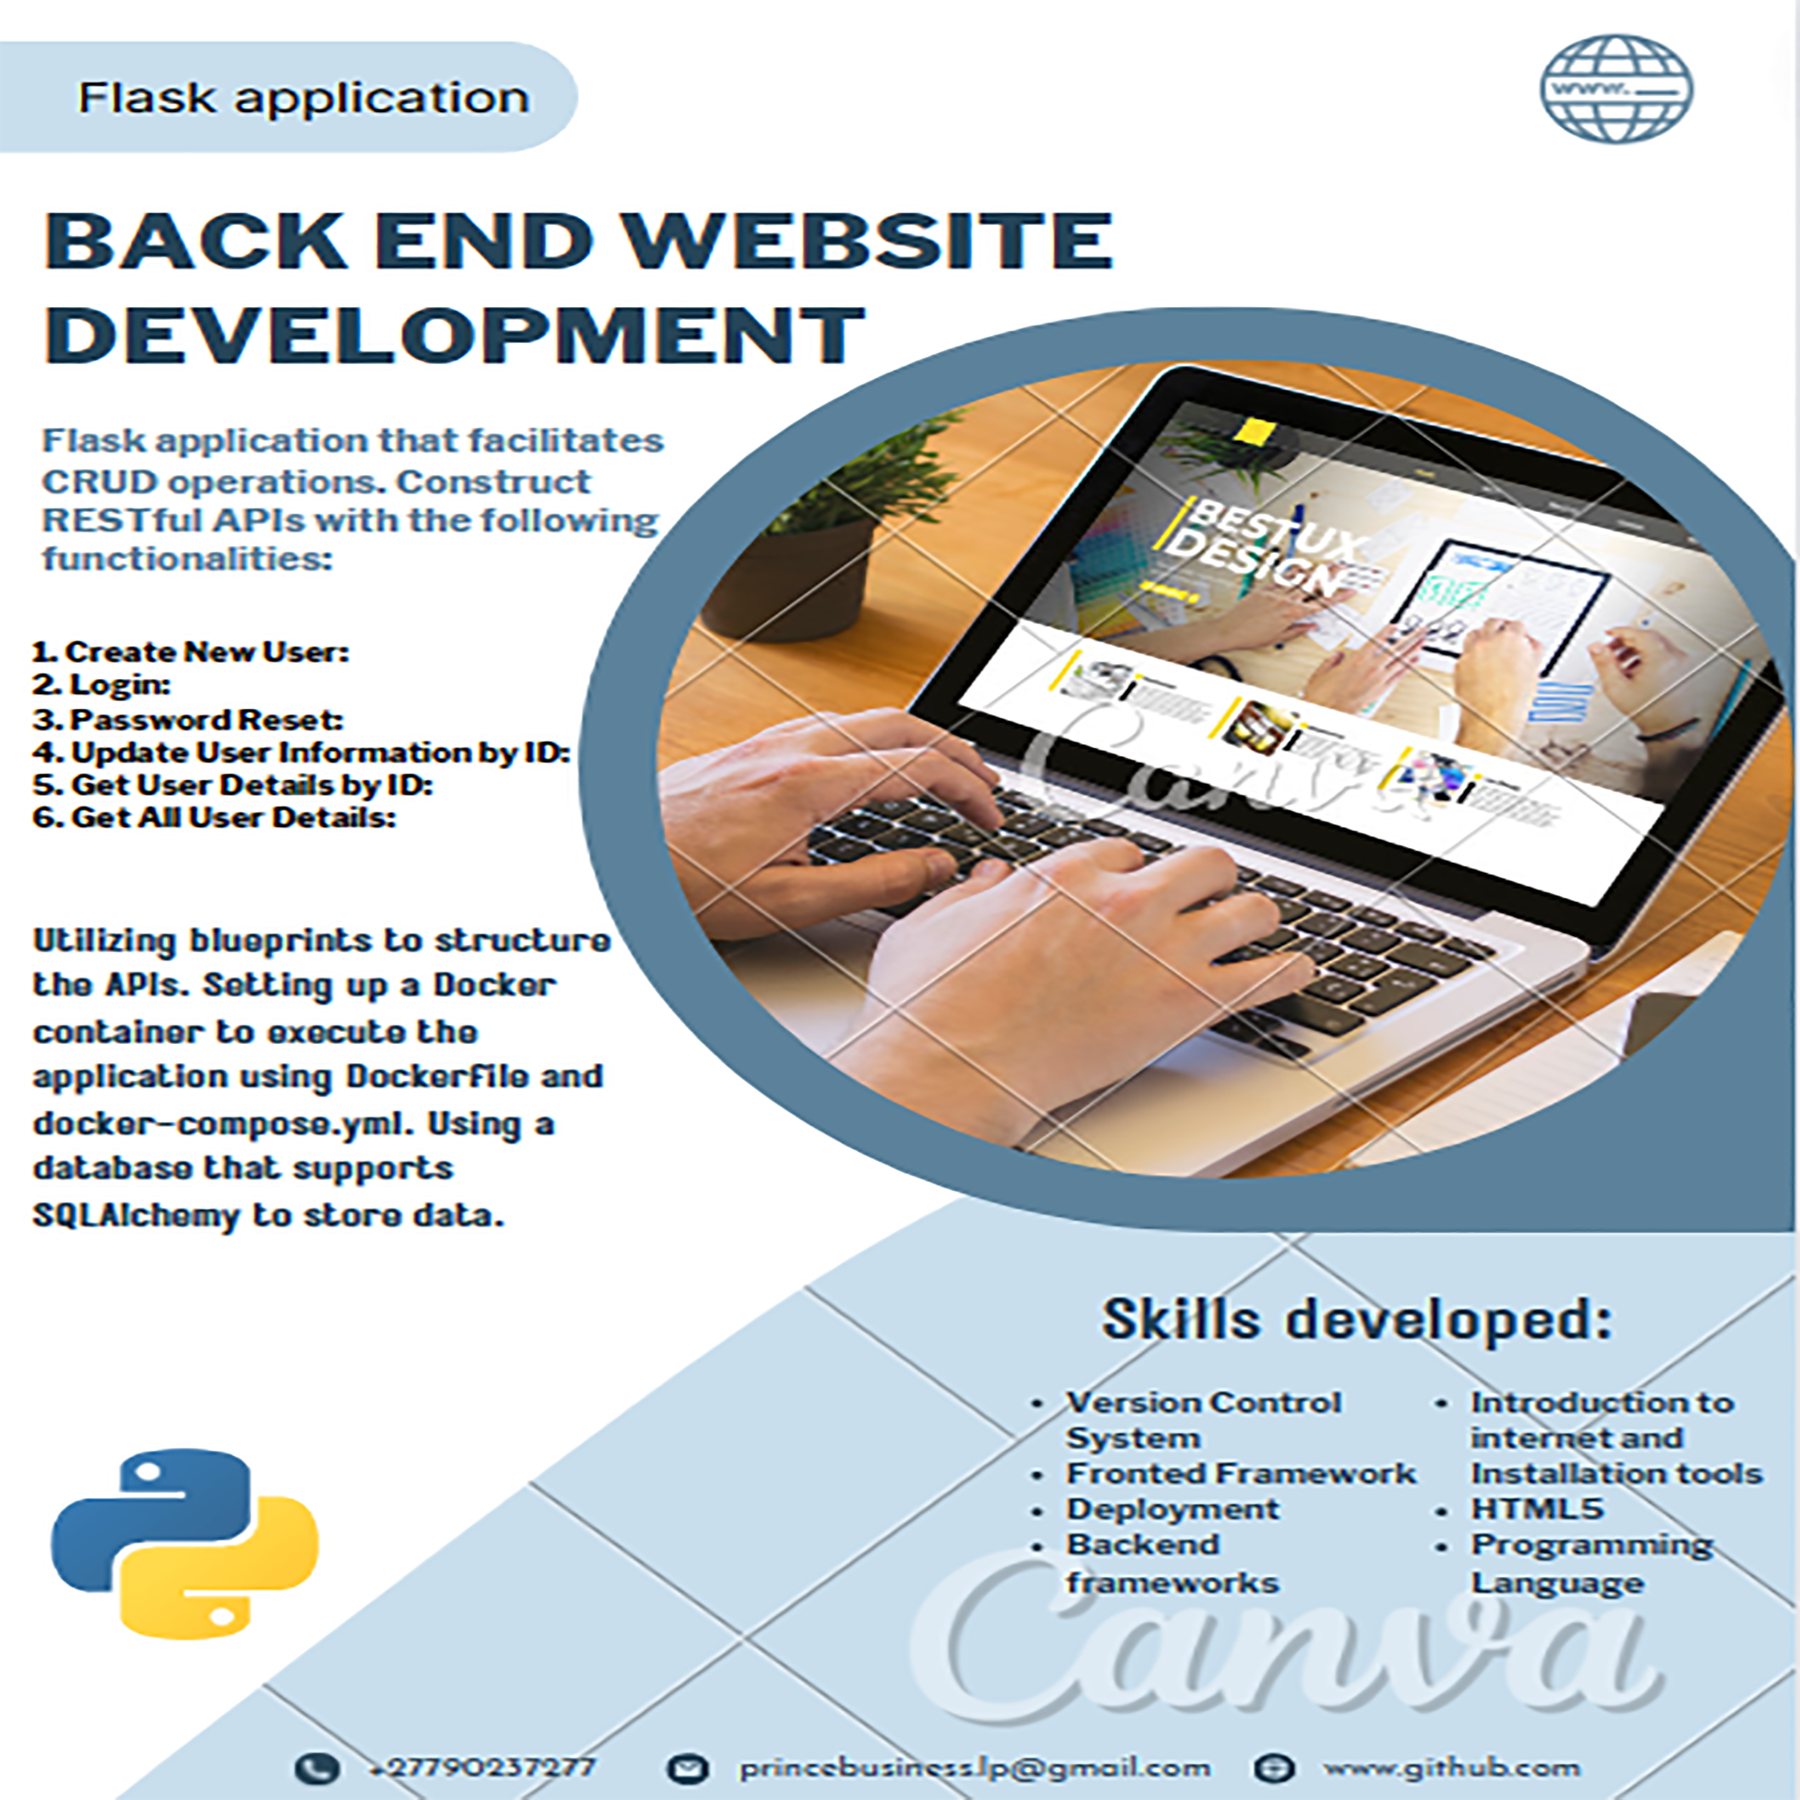 Flask application
www.
BACK END WEBSITE
DEVELOPMENT
Flask application that facilitates
CRUD operations. Construct
RESTful APIs with the following
functionalities:
1. Create New User:
2. Login:
3. Password Reset:
4. Update User Information by ID:
5. Get User Details by ID:
6. Get All User Details:
BEST UX
DESIGN
Canva
Utilizing blueprints to structure
the APIs. Setting up a Docker
container to execute the
application using Dockerfile and
docker-compose.yml. Using a
database that supports
SQLAlchemy to store data.
Skills developed:
• Version Control
System
• Fronted Framework
• Deployment
• Backend
frameworks
• Introduction to
internet and
Installation tools
• HTML5
• Programming
Language
Canva
+27790237277
princebusiness.lp@gmail.com
www.github.com